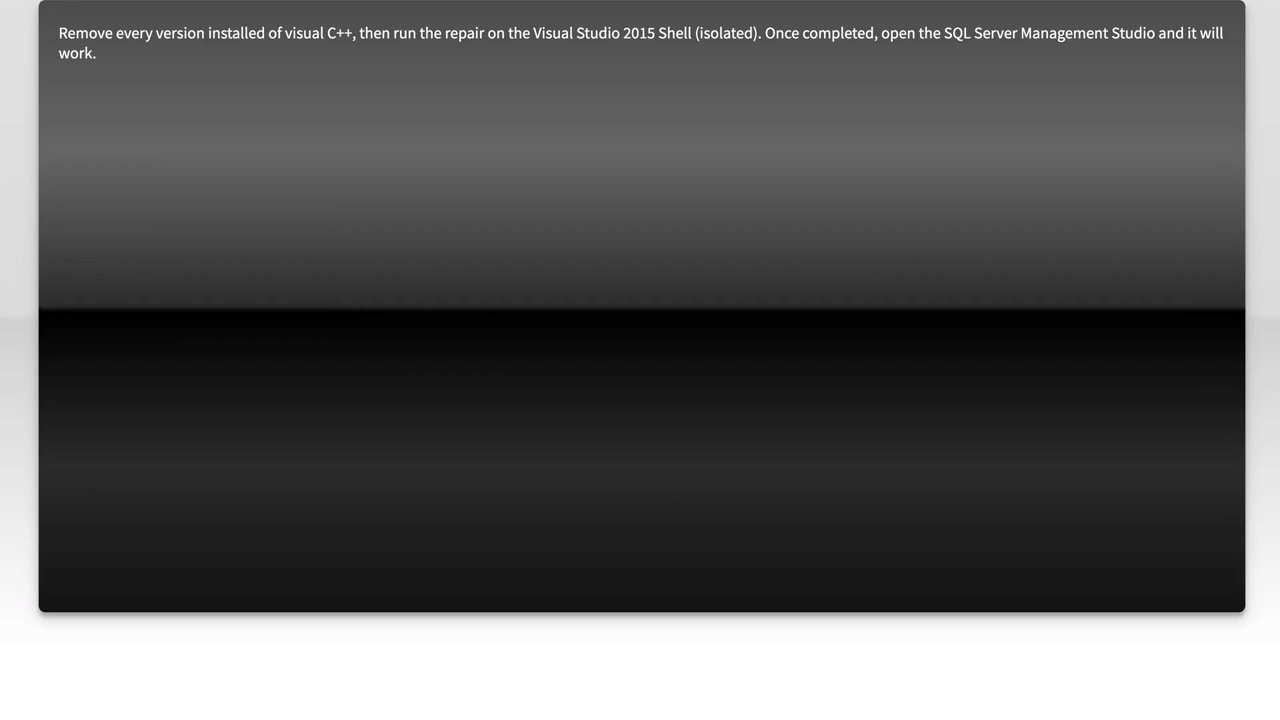 Remove every version installed of visual C++, then run the repair on the Visual Studio 2015 Shell (isolated). Once completed, open the SQL Server Management Studio and it will
work.